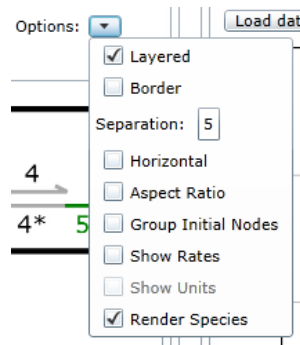 Options:
Load dat
Layered
Border
Separation: 5
Horizontal
4
Aspect Ratio
4* 5
Group Initial Nodes
Show Rates
Show Units
Render Species